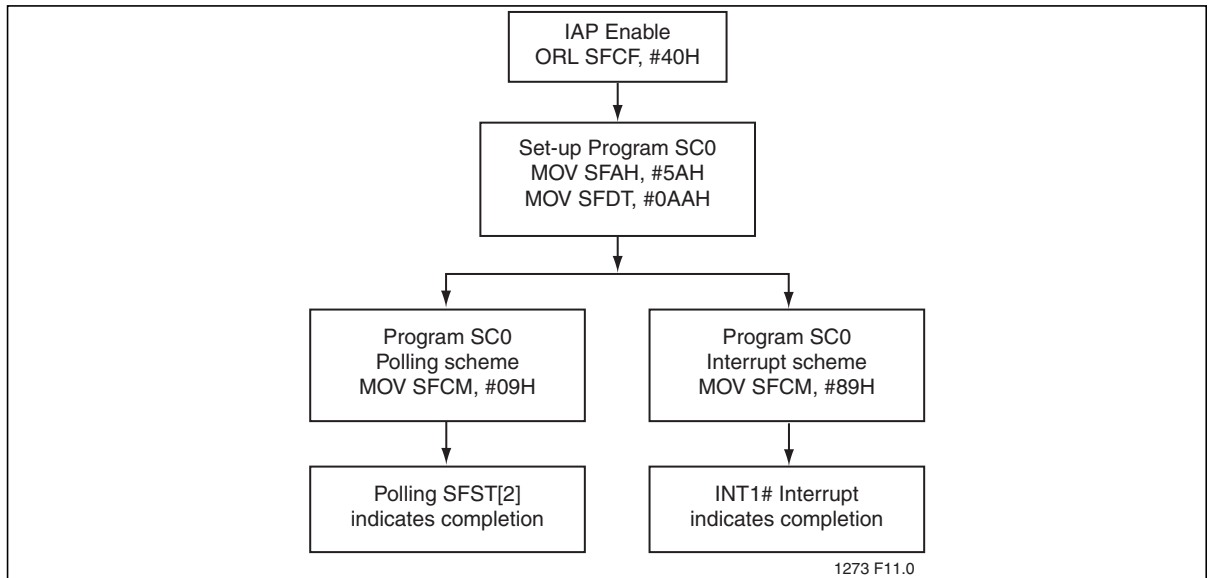 IAP Enable
ORL SFCF, #40H
Set-up Program SC0
MOV SFAH, #5AH
MOV SFDT, #0AAH
Program SC0
Polling scheme
MOV SFCM, #09H
Program SC0
Interrupt scheme
MOV SFCM, #89H
Polling SFST[2]
indicates completion
INT1# Interrupt
indicates completion
1273 F11.0